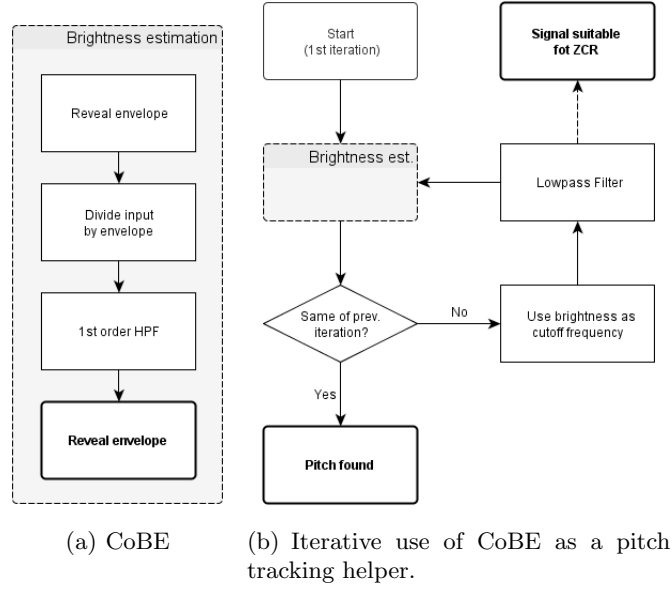 Brightness estimation
Reveal envelope
Divide input
by envelope
1st order HPF
Reveal envelope
(a) CoBE
Start
(1st iteration)
Signal suitable
fot ZCR
Brightness est.
Lowpass Filter
Same of prev.
iteration?
No
Use brightness as
cutoff frequency
Yes
Pitch found
(b) Iterative use of CoBE as a pitch
tracking helper.